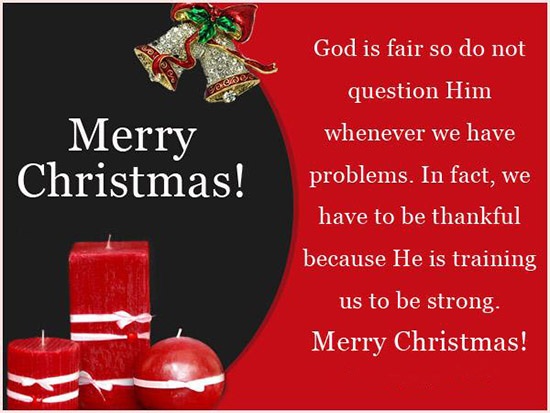 Merry
Christmas!
God is fair so do not
question Him
whenever we have
problems. In fact, we
have to be thankful
because He is training
us to be strong.
Merry Christmas!